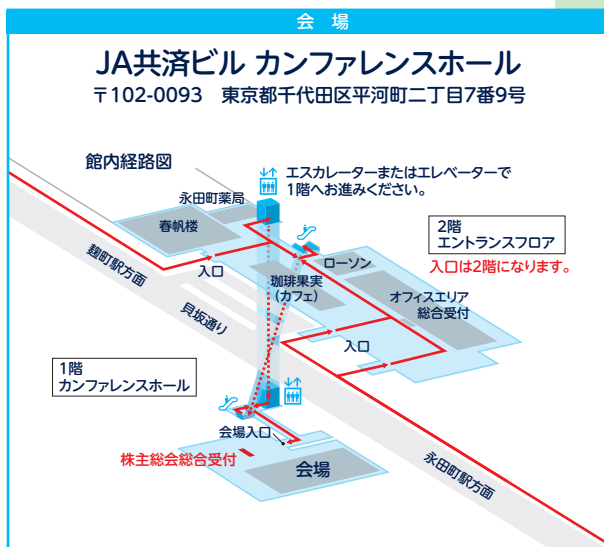 会 場
JA共済ビル カンファレンスホール
〒102-0093　東京都千代田区平河町二丁目7番9号
館内経路図
エスカレーターまたはエレベーターで
1階へお進みください。
永田町薬局
春帆楼
2階
エントランスフロア
入口は2階になります。
ローソン
入口
珈琲果実
(カフェ)
オフィスエリア
総合受付
麹町駅方面
貝坂通り
入口
1階
カンファレンスホール
会場入口
株主総会総合受付
会場
永田町駅方面